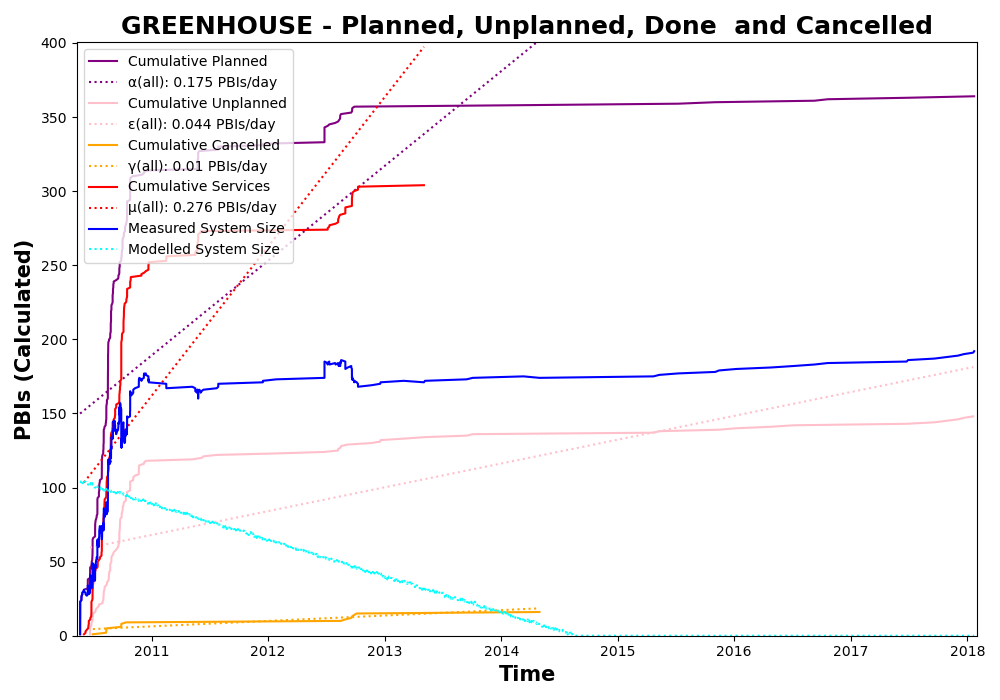 GREENHOUSE - Planned, Unplanned, Done  and Cancelled
400
350
300
250
200
150
100
50
0
PBIs (Calculated)
Cumulative Planned
α(all): 0.175 PBIs/day
Cumulative Unplanned
ε(all): 0.044 PBIs/day
Cumulative Cancelled
γ(all): 0.01 PBIs/day
Cumulative Services
μ(all): 0.276 PBIs/day
Measured System Size
Modelled System Size
2011 2012 2013 2014 2015 2016 2017 2018
Time